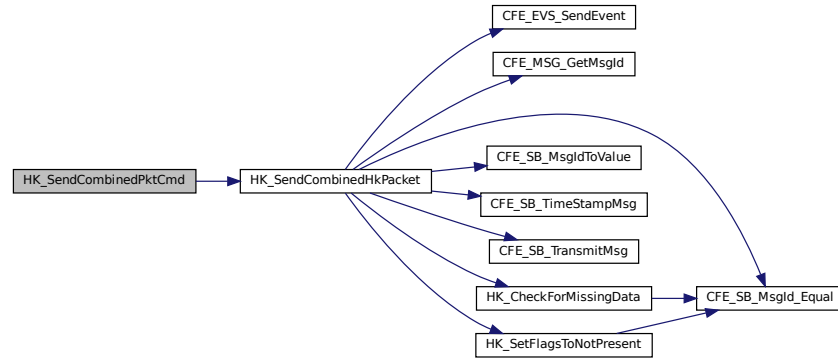 CFE_EVS_SendEvent
CFE_MSG_GetMsgId
CFE_SB_MsgIdToValue
HK_SendCombinedPktCmd
HK_SendCombinedHkPacket
CFE_SB_TimeStampMsg
CFE_SB_TransmitMsg
HK_CheckForMissingData
CFE_SB_MsgId_Equal
HK_SetFlagsToNotPresent